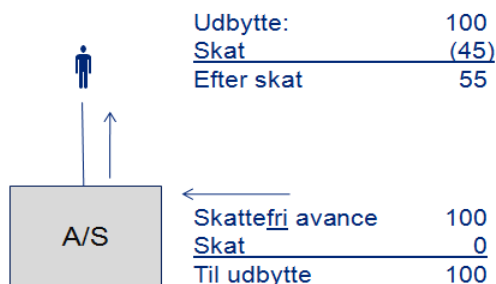 Udbytte: 100
Skat (45)
Efter skat 55
A/S
Skattefri avance 100
Skat 0
Til udbytte 100